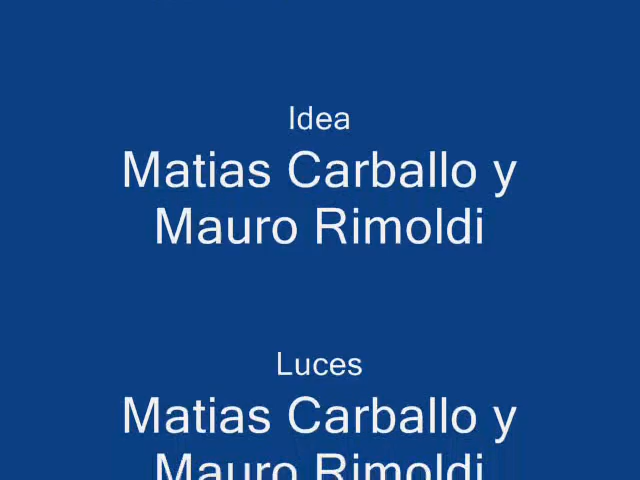 Idea
Matias Carballo y
Mauro Rimoldi
Luces
Matias Carballo y
Mauro Rimoldi